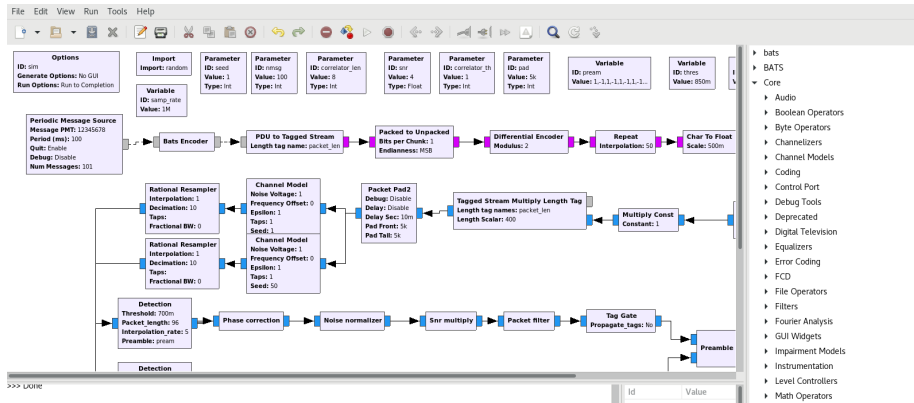 File Edit View Run Tools Help
Options
ID: sim
Generate Options: No GUI
Run Options: Run to Completion
Import
Import: random
Variable
ID: samp_rate
Value: 1M
Parameter
ID: seed
Value: 1
Type: Int
Parameter
ID: nmsg
Value: 100
Type: Int
Parameter
ID: correlator_len
Value: 8
Type: Int
Parameter
ID: snr
Value: 4
Type: Float
Parameter
ID: correlator_th
Value: 1
Type: Int
Parameter
ID: pad
Value: 5k
Type: Int
Variable
ID: pream
Value: 1,-1,1,-1,1,-1,1,-1...
Variable
ID: thres
Value: 850m
Periodic Message Source
Message PMT: 12345678
Period (ms): 100
Quit: Enable
Debug: Disable
Num Messages: 101
Bats Encoder
PDU to Tagged Stream
Length tag name: packet_len
Packed to Unpacked
Bits per Chunk: 1
Endianness: MSB
Differential Encoder
Modulus: 2
Repeat
Interpolation: 50
Char To Float
Scale: 500m
Rational Resampler
Interpolation: 1
Decimation: 10
Taps:
Fractional BW: 0
Channel Model
Noise Voltage: 1
Frequency Offset: 0
Epsilon: 1
Taps: 1
Seed: 1
Packet Pad2
Debug: Disable
Delay: Disable
Delay Sec: 10m
Pad Front: 5k
Pad Tail: 5k
Tagged Stream Multiply Length Tag
Length tag names: packet_len
Length Scalar: 400
Multiply Const
Constant: 1
Rational Resampler
Interpolation: 1
Decimation: 10
Taps:
Fractional BW: 0
Channel Model
Noise Voltage: 1
Frequency Offset: 0
Epsilon: 1
Taps: 1
Seed: 50
Detection
Threshold: 700m
Packet_length: 96
Interpolation_rate: 5
Preamble: pream
Phase correction
Noise normalizer
Snr multiply
Packet filter
Tag Gate
Propagate_tags: No
Preamble
Detection
>>> Done
Id Value
bats
BATS
Core
Audio
Boolean Operators
Byte Operators
Channelizers
Channel Models
Coding
Control Port
Debug Tools
Deprecated
Digital Television
Equalizers
Error Coding
FCD
File Operators
Filters
Fourier Analysis
GUI Widgets
Impairment Models
Instrumentation
Level Controllers
Math Operators